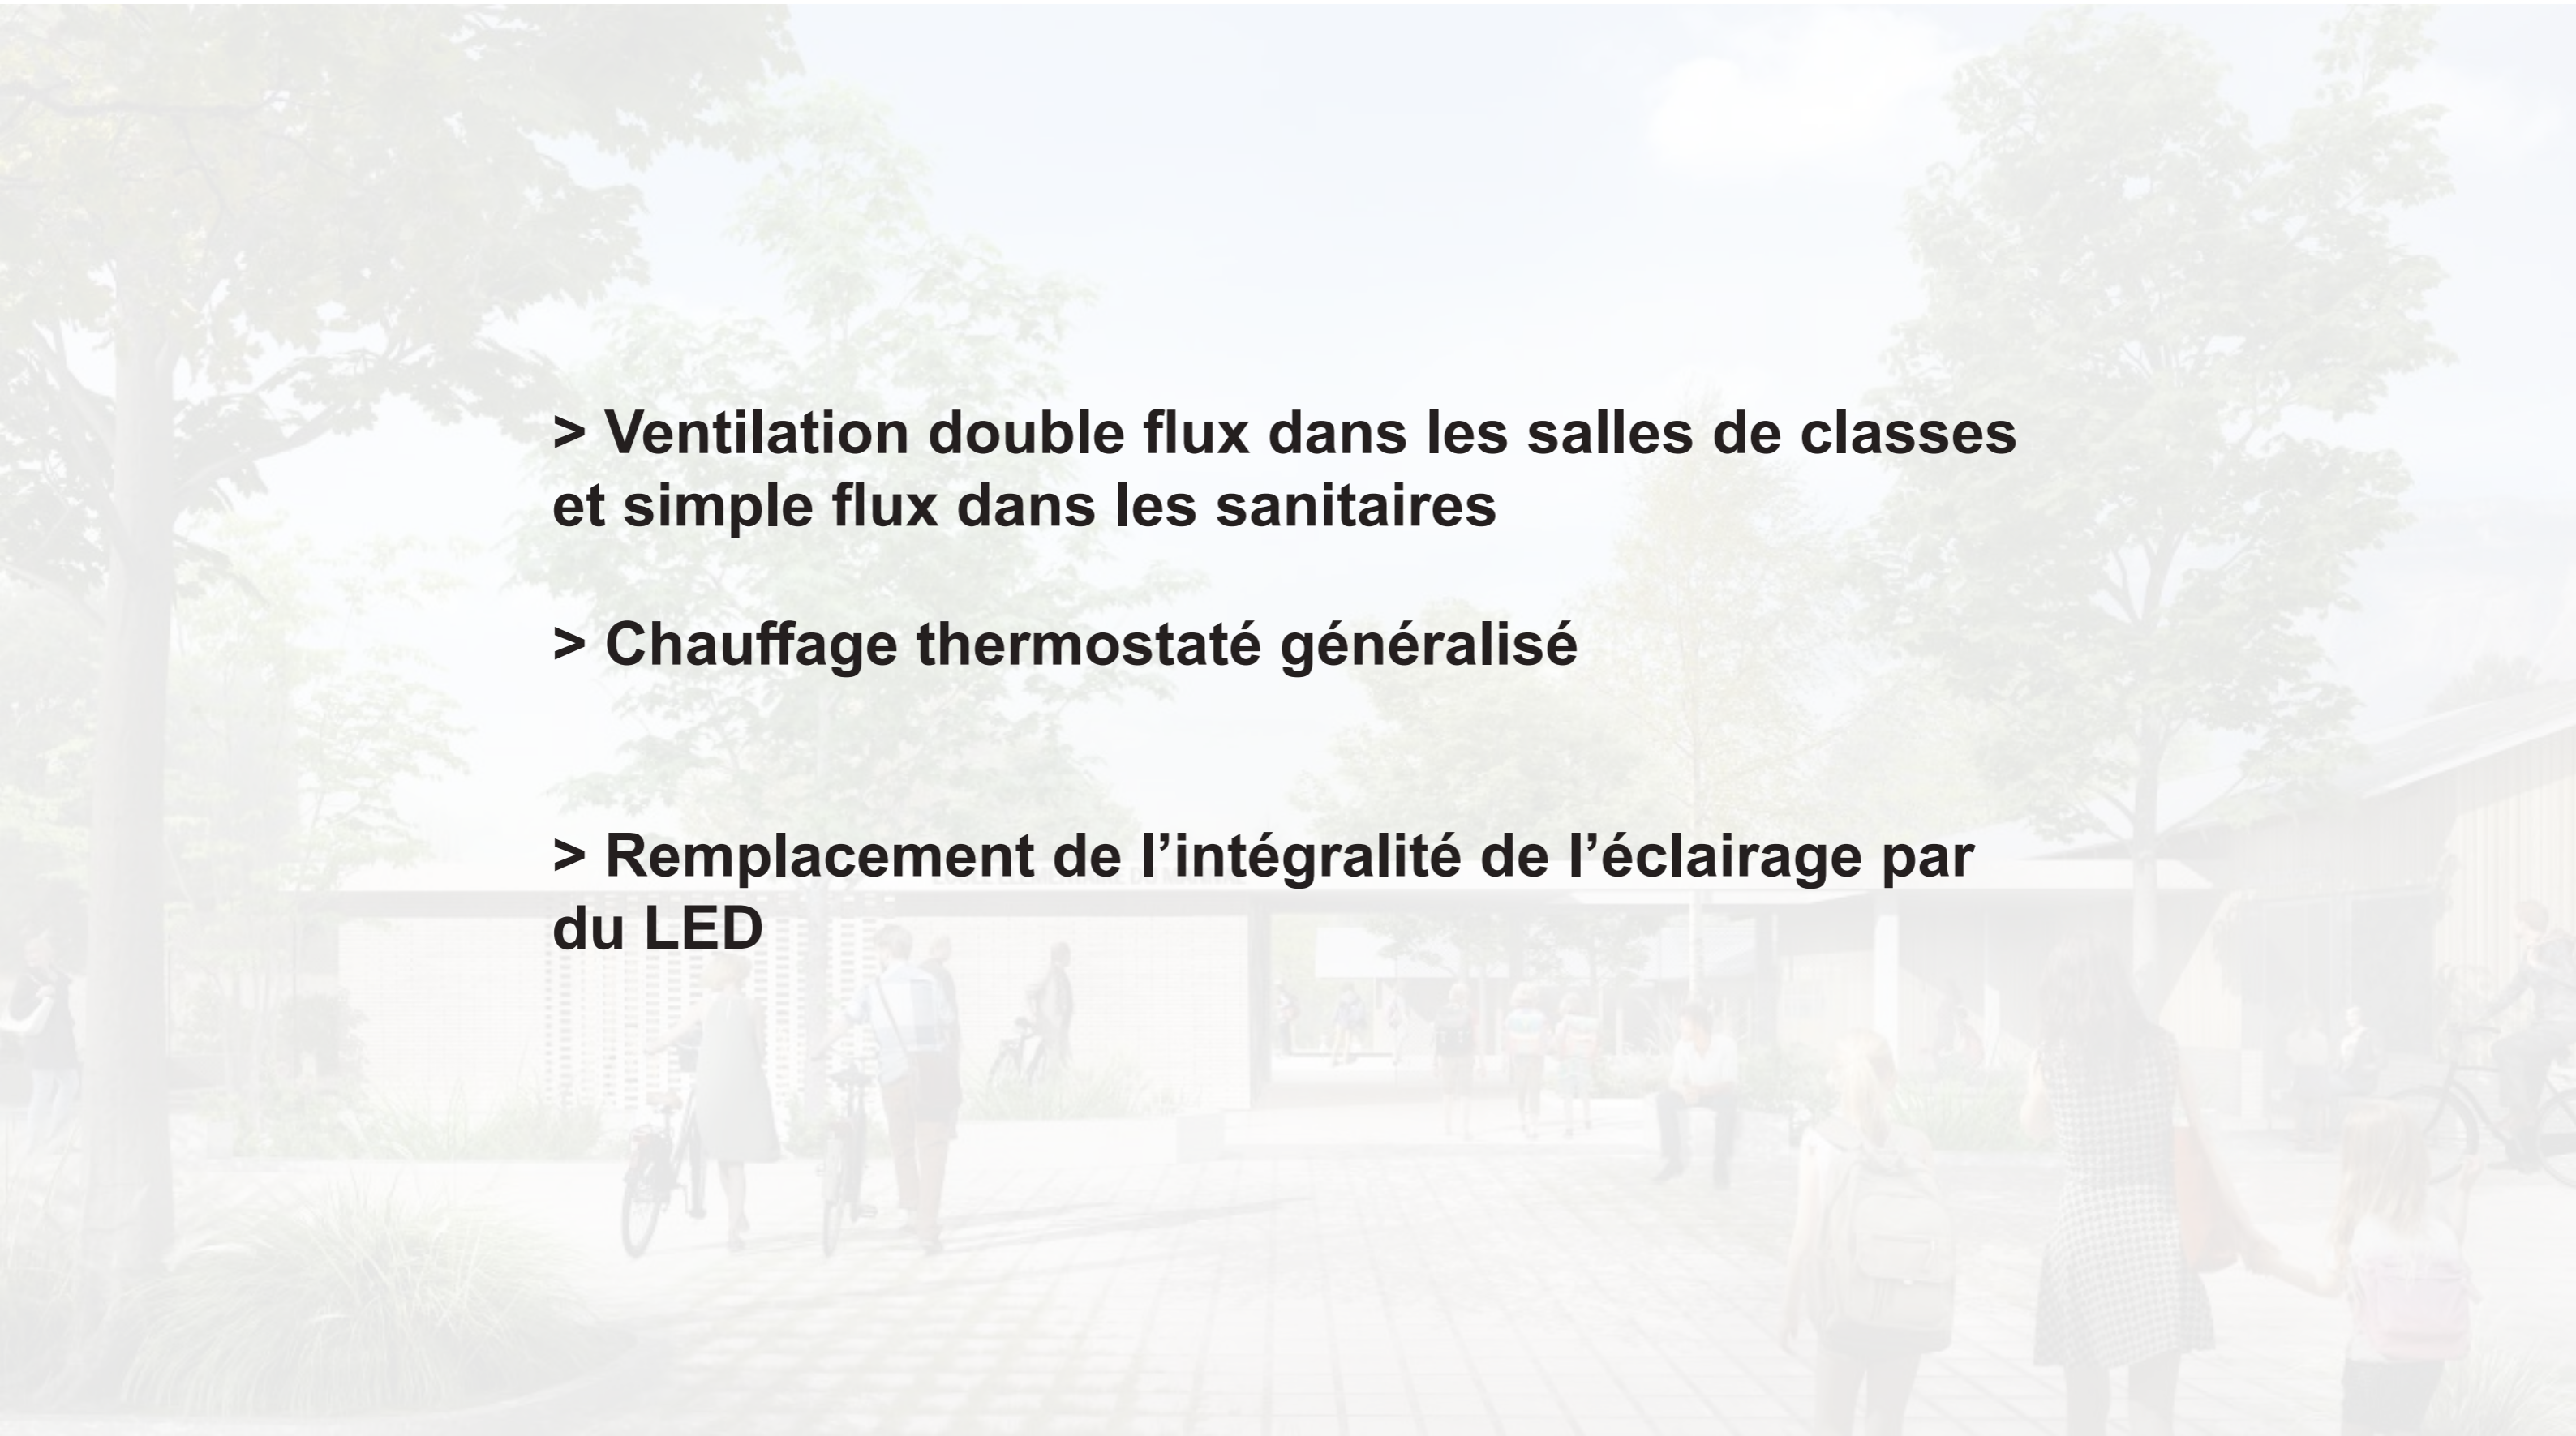 > Ventilation double flux dans les salles de classes
et simple flux dans les sanitaires
> Chauffage thermostaté généralisé
> Remplacement de l’intégralité de l’éclairage par
du LED